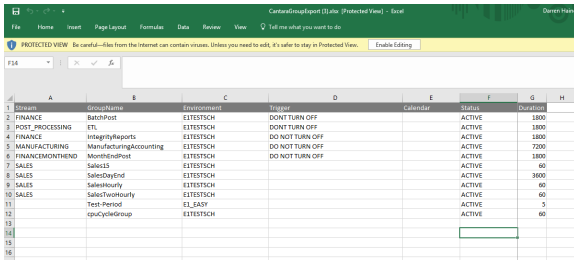 CantaraGroupExport (3).xlsx [Protected View] - Excel
Darren Hain
File Home Insert Page Layout Formulas Data Review View Tell me what you want to do
PROTECTED VIEW Be careful—files from the Internet can contain viruses. Unless you need to edit, it's safer to stay in Protected View. Enable Editing
F14 fx
A B C D E F G H
1 Stream GroupName Environment Trigger Calendar Status Duration
2 FINANCE BatchPost E1TESTSCH DONT TURN OFF ACTIVE 1800
3 POST_PROCESSING ETL E1TESTSCH DONT TURN OFF ACTIVE 1800
4 FINANCE IntegrityReports E1TESTSCH DO NOT TURN OFF ACTIVE 1800
5 MANUFACTURING ManufacturingAccounting E1TESTSCH DO NOT TURN OFF ACTIVE 7200
6 FINANCEMONTHEND MonthEndPost E1TESTSCH DO NOT TURN OFF ACTIVE 1800
7 SALES Sales15 E1TESTSCH ACTIVE 60
8 SALES SalesDayEnd E1TESTSCH ACTIVE 3600
9 SALES SalesHourly E1TESTSCH ACTIVE 60
10 SALES SalesTwoHourly E1TESTSCH ACTIVE 60
11 Test-Period E1_EASY ACTIVE 5
12 cpuCycleGroup E1TESTSCH ACTIVE 60
13
14
15
16